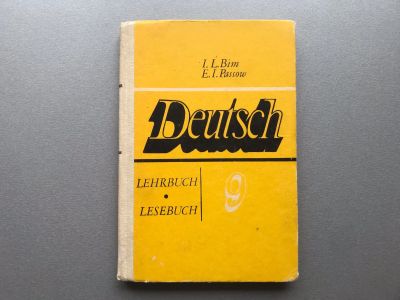 I. L. Bim
E. I. Passow
Deutsch
LEHRBUCH
•
LESEBUCH
9